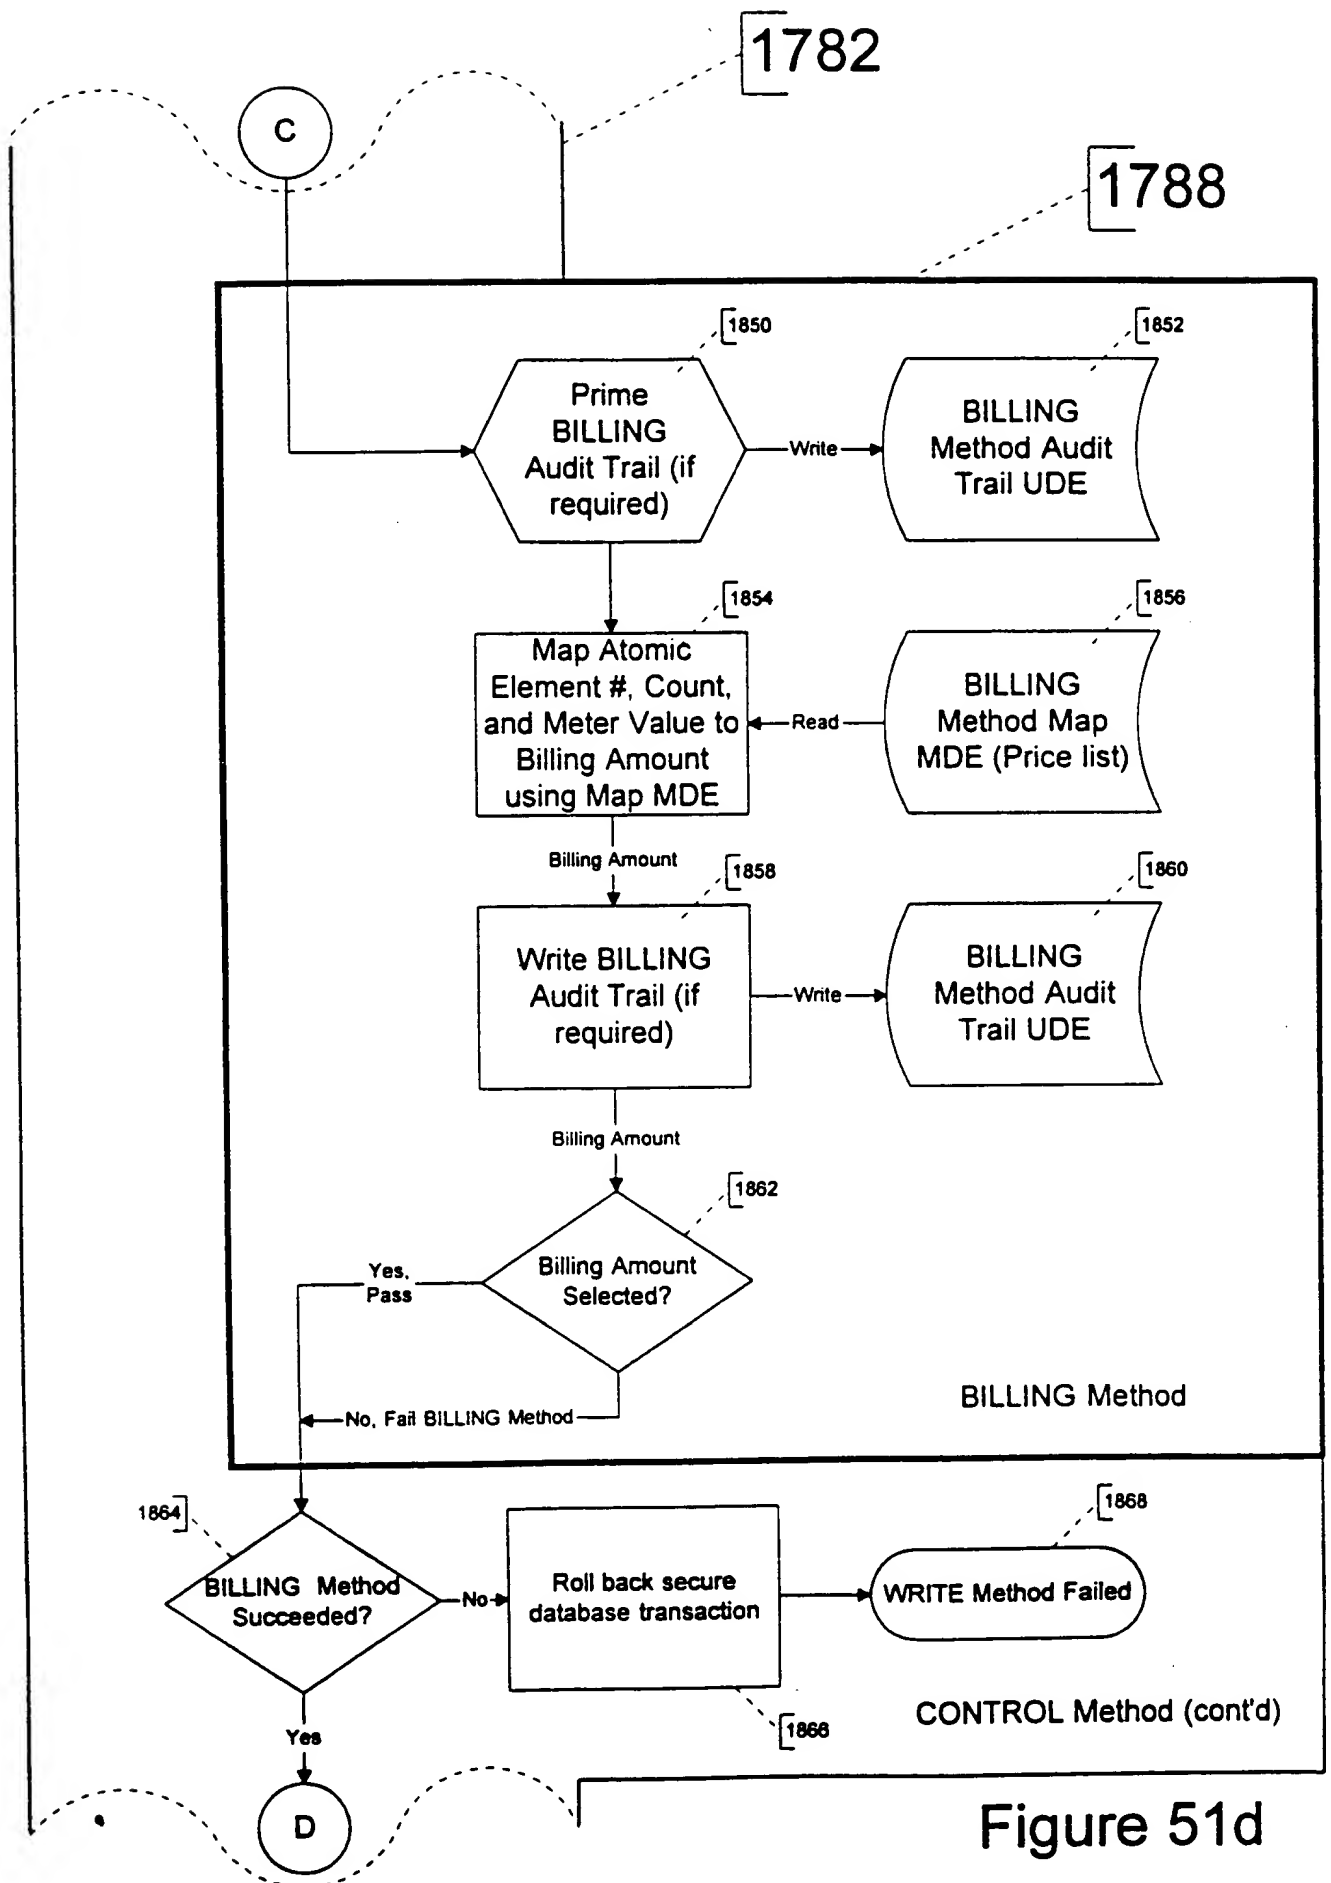 1782
C
1788
1850
1852
Prime
BILLING
Audit Trail (if
required)
Write
BILLING
Method Audit
Trail UDE
1854
1856
Map Atomic
Element #, Count,
and Meter Value to
Billing Amount
using Map MDE
Read
BILLING
Method Map
MDE (Price list)
Billing Amount
1858
1860
Write BILLING
Audit Trail (if
required)
Write
BILLING
Method Audit
Trail UDE
Billing Amount
1862
Billing Amount
Selected?
Yes,
Pass
No, Fail BILLING Method
BILLING Method
1864
1868
BILLING Method
Succeeded?
No
Roll back secure
database transaction
WRITE Method Failed
1866
CONTROL Method (cont'd)
Yes
D
Figure 51d